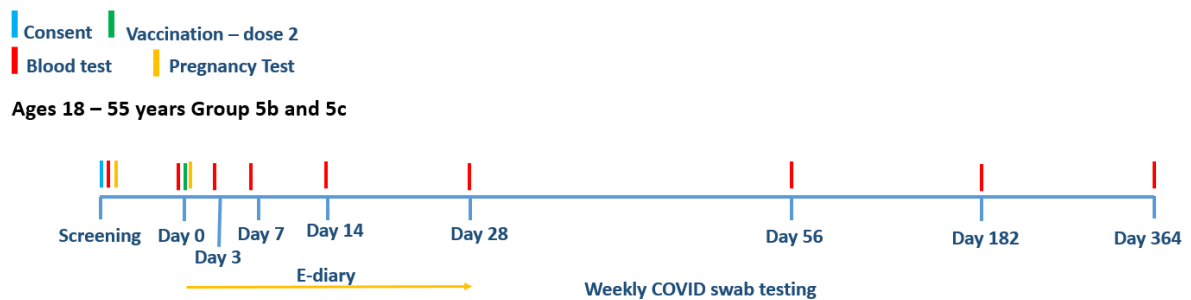 Consent Vaccination – dose 2
Blood test Pregnancy Test
Ages 18 – 55 years Group 5b and 5c
Screening Day 0 Day 3 Day 7 Day 14 Day 28 Day 56 Day 182 Day 364
E-diary
Weekly COVID swab testing